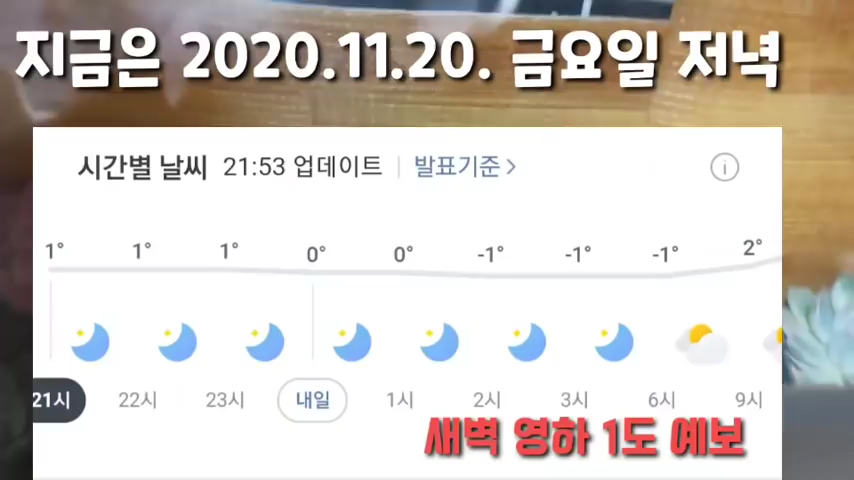 지금은 2020.11.20. 금요일 저녁
시간별 날씨 21:53 업데이트 | 발표기준 >
1° 1° 1° 0° 0° -1° -1° -1° 2°
21시 22시 23시 내일 1시 2시 3시 6시 9시
새벽 영하 1도 예보